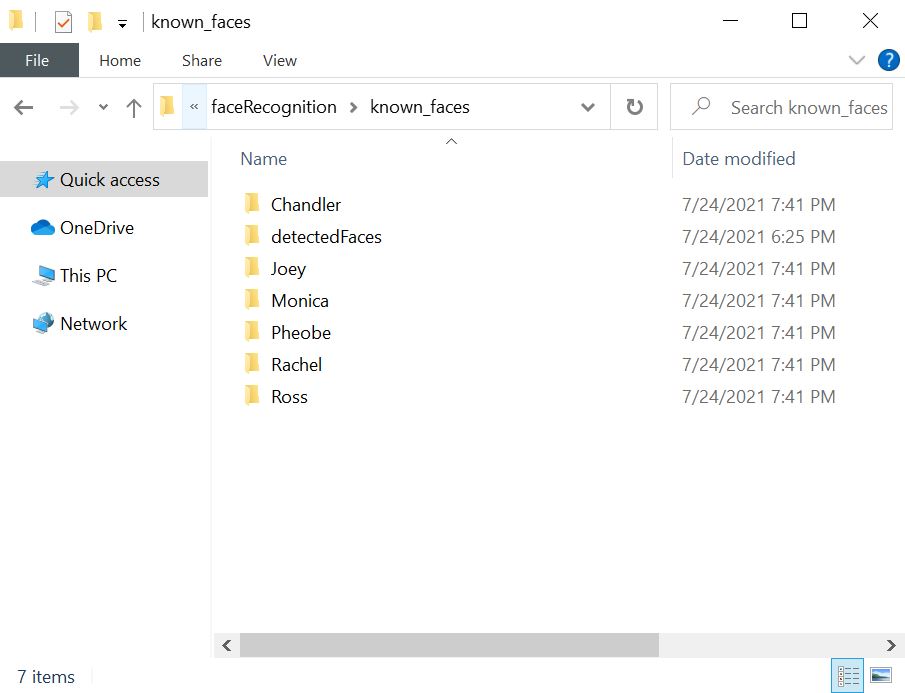 known_faces
File Home Share View
« faceRecognition > known_faces Search known_faces
Name Date modified
Quick access
OneDrive
This PC
Network
Chandler 7/24/2021 7:41 PM
detectedFaces 7/24/2021 6:25 PM
Joey 7/24/2021 7:41 PM
Monica 7/24/2021 7:41 PM
Pheobe 7/24/2021 7:41 PM
Rachel 7/24/2021 7:41 PM
Ross 7/24/2021 7:41 PM
7 items